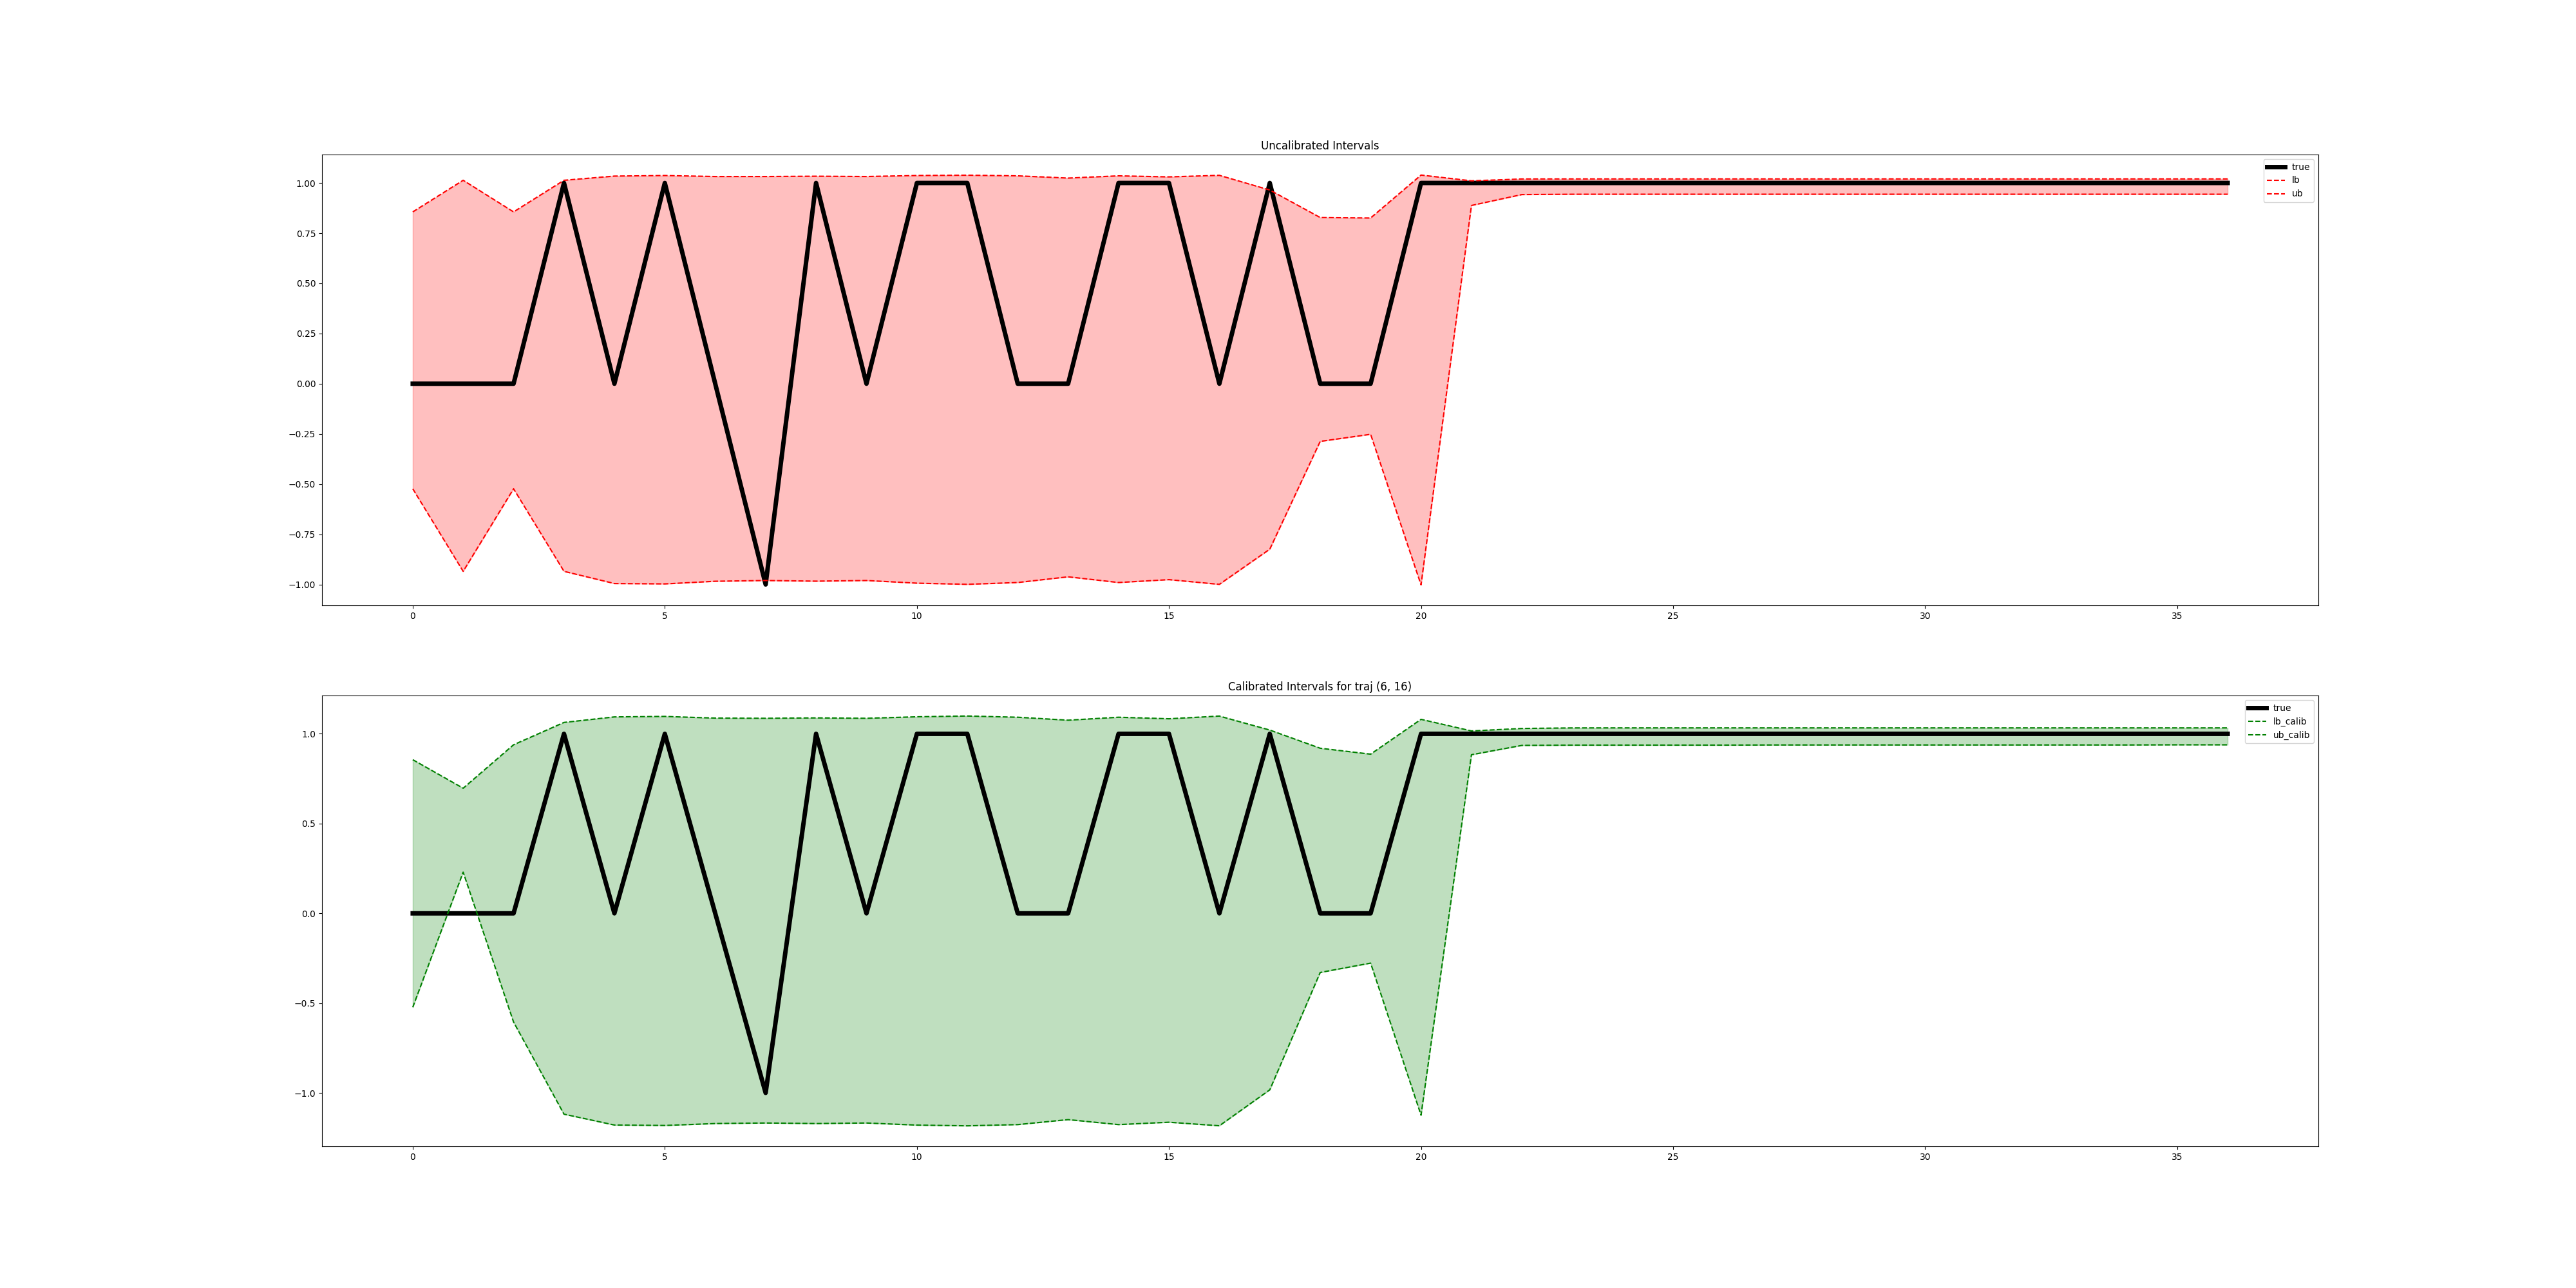 Uncalibrated Intervals
true
lb
ub
1.00
0.75
0.50
0.25
0.00
−0.25
−0.50
−0.75
−1.00
0 5 10 15 20 25 30 35
Calibrated Intervals for traj (6, 16)
true
lb_calib
ub_calib
1.0
0.5
0.0
−0.5
−1.0
0 5 10 15 20 25 30 35